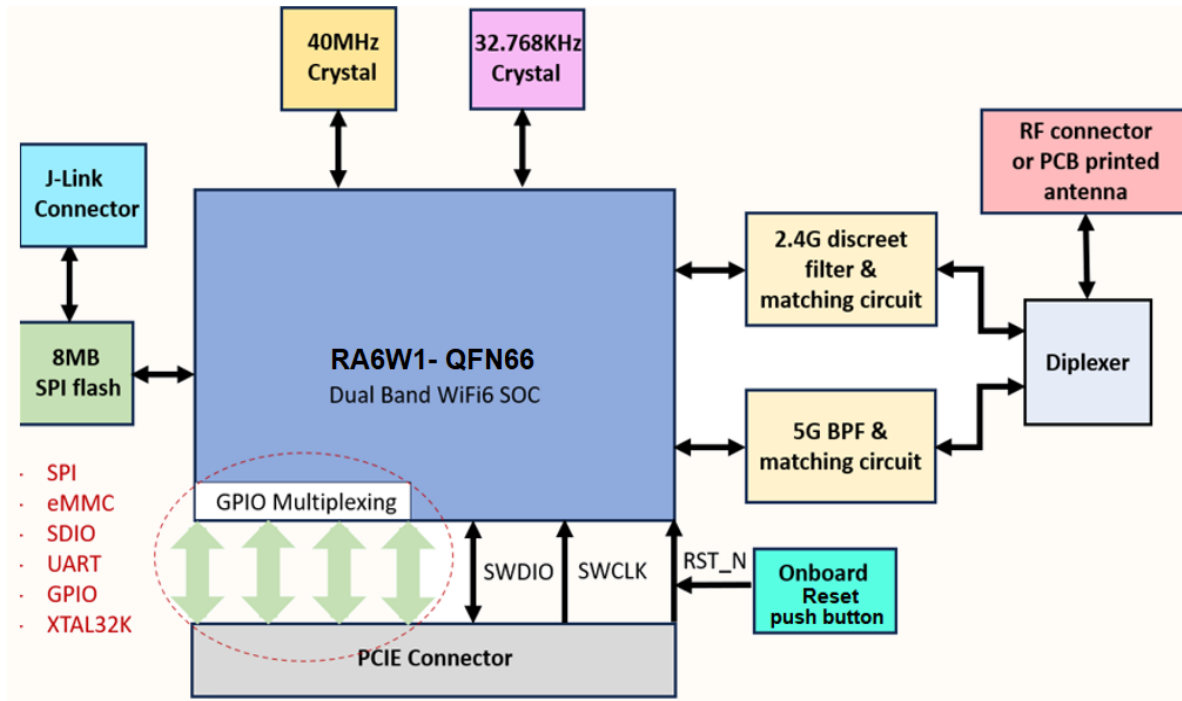 40MHz
Crystal
32.768KHz
Crystal
J-Link
Connector
RF connector
or PCB printed
antenna
2.4G discreet
filter &
matching circuit
8MB
SPI flash
RA6W1- QFN66
Dual Band WiFi6 SOC
Diplexer
5G BPF &
matching circuit
· SPI
· eMMC
· SDIO
· UART
· GPIO
· XTAL32K
GPIO Multiplexing
SWDIO
SWCLK
RST_N
Onboard
Reset
push button
PCIE Connector